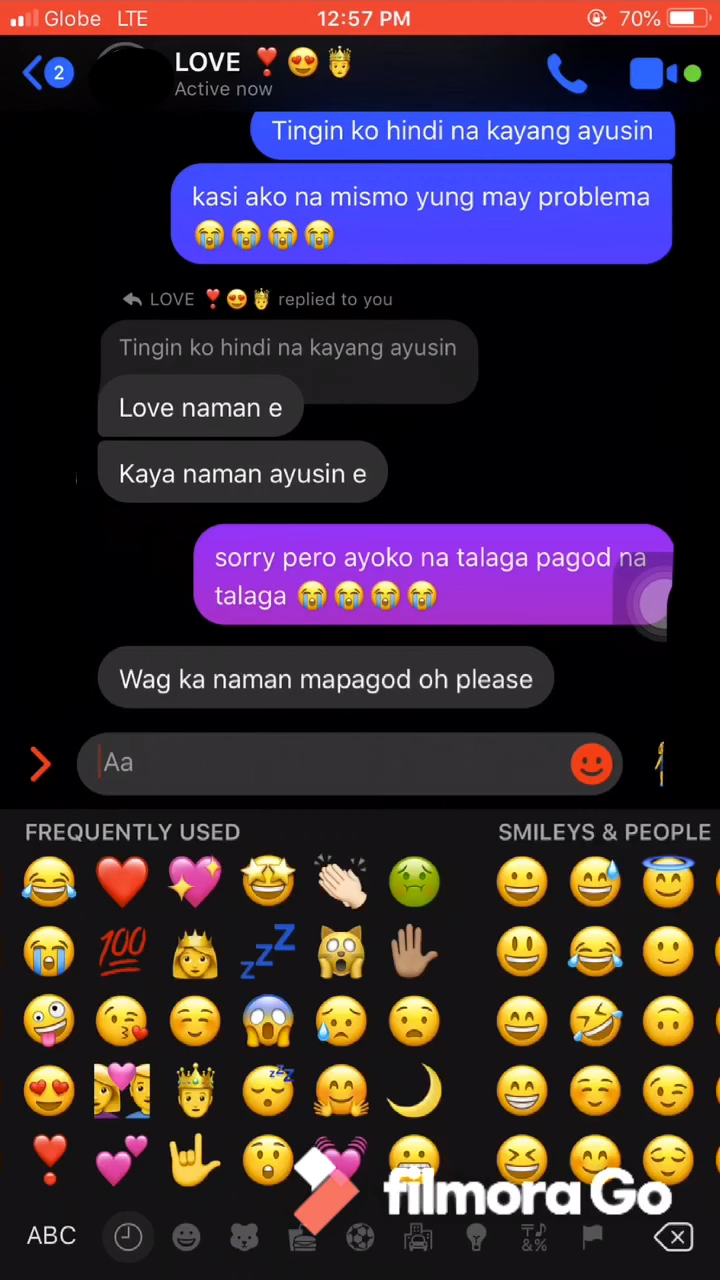 Globe LTE 12:57 PM 70%
2 LOVE ❣️😍🤴
Active now
Tingin ko hindi na kayang ayusin
kasi ako na mismo yung may problema
😭😭😭😭
LOVE ❣️😍🤴 replied to you
Tingin ko hindi na kayang ayusin
Love naman e
Kaya naman ayusin e
sorry pero ayoko na talaga pagod na
talaga 😭😭😭😭
Wag ka naman mapagod oh please
Aa
FREQUENTLY USED SMILEYS & PEOPLE
filmora Go
ABC